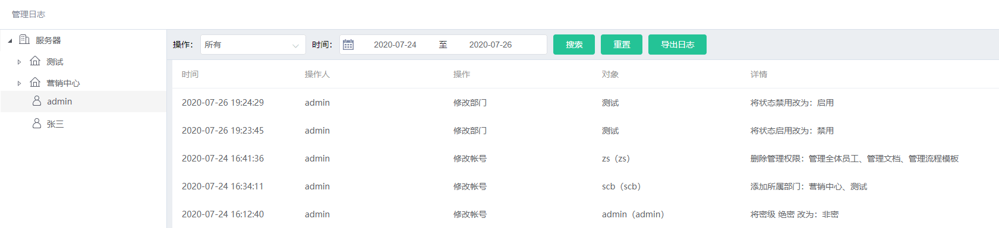 管理日志
服务器
测试
营销中心
admin
张三
操作： 所有 时间： 2020-07-24 至 2020-07-26 搜索 重置 导出日志
时间 操作人 操作 对象 详情
2020-07-26 19:24:29 admin 修改部门 测试 将状态禁用改为：启用
2020-07-26 19:23:45 admin 修改部门 测试 将状态启用改为：禁用
2020-07-24 16:41:36 admin 修改帐号 zs（zs） 删除管理权限：管理全体员工、管理文档、管理流程模板
2020-07-24 16:34:11 admin 修改帐号 scb（scb） 添加所属部门：营销中心、测试
2020-07-24 16:12:40 admin 修改帐号 admin（admin） 将密级 绝密 改为：非密